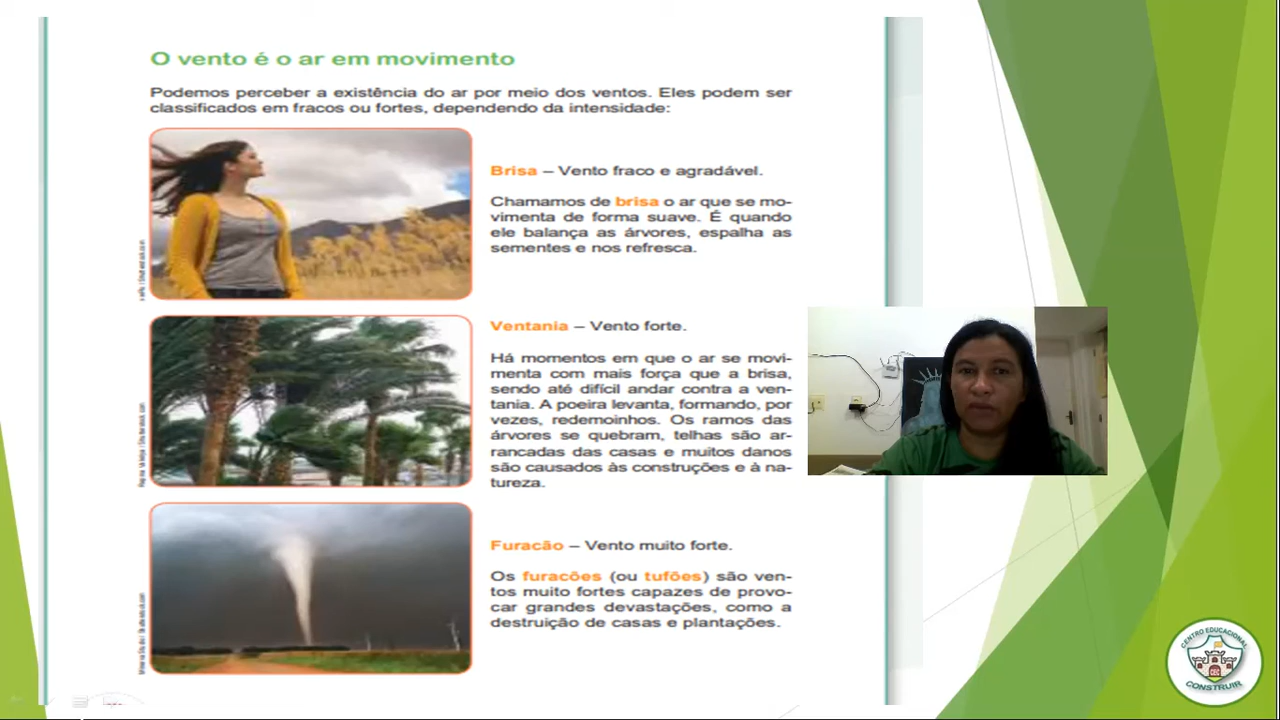 O vento é o ar em movimento
Podemos perceber a existência do ar por meio dos ventos. Eles podem ser
classificados em fracos ou fortes, dependendo da intensidade:
Brisa – Vento fraco e agradável.
Chamamos de brisa o ar que se mo-
vimenta de forma suave. É quando
ele balança as árvores, espalha as
sementes e nos refresca.
Ventania – Vento forte.
Há momentos em que o ar se movi-
menta com mais força que a brisa,
sendo até difícil andar contra a ven-
tania. A poeira levanta, formando, por
vezes, redemoinhos. Os ramos das
árvores se quebram, telhas são ar-
rancadas das casas e muitos danos
são causados às construções e à na-
tureza.
Furacão – Vento muito forte.
Os furacões (ou tufões) são ven-
tos muito fortes capazes de provo-
car grandes devastações, como a
destruição de casas e plantações.
CENTRO EDUCACIONAL
CEC
CONSTRUIR